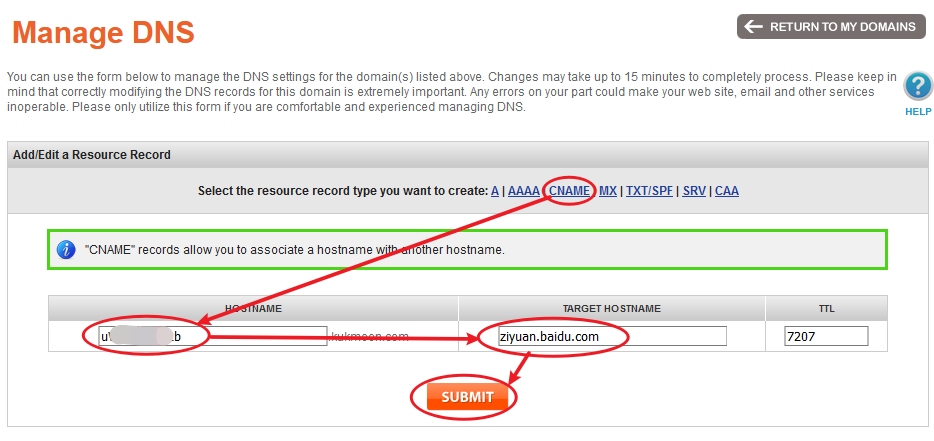 Manage DNS
RETURN TO MY DOMAINS
You can use the form below to manage the DNS settings for the domain(s) listed above. Changes may take up to 15 minutes to completely process. Please keep in
mind that correctly modifying the DNS records for this domain is extremely important. Any errors on your part could make your web site, email and other services
inoperable. Please only utilize this form if you are comfortable and experienced managing DNS.
?
HELP
Add/Edit a Resource Record
Select the resource record type you want to create: A | AAAA | CNAME | MX | TXT/SPF | SRV | CAA
i
"CNAME" records allow you to associate a hostname with another hostname.
HOSTNAME TARGET HOSTNAME TTL
.kukmoon.com ziyuan.baidu.com 7207
SUBMIT